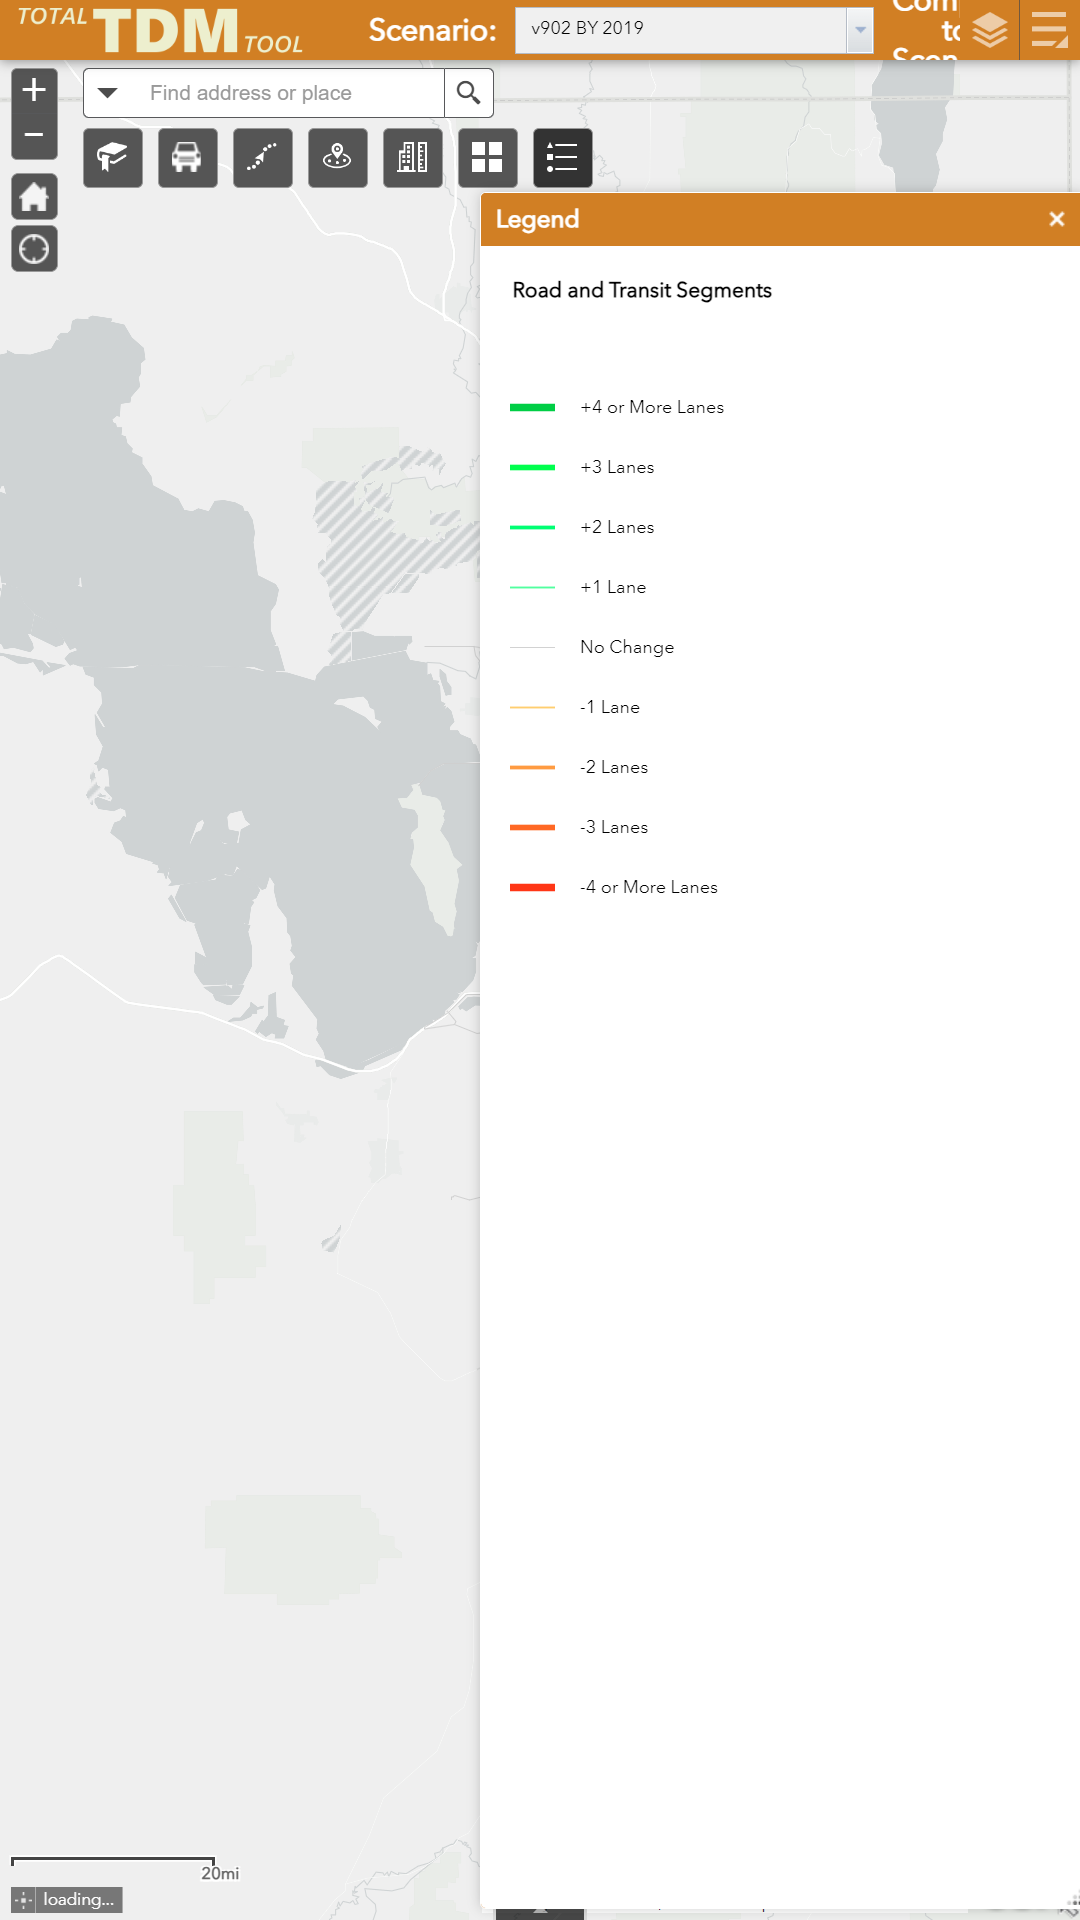 TOTAL TDM TOOL
Scenario:
v902 BY 2019
to
Find address or place
Legend
Road and Transit Segments
+4 or More Lanes
+3 Lanes
+2 Lanes
+1 Lane
No Change
-1 Lane
-2 Lanes
-3 Lanes
-4 or More Lanes
20mi
loading...